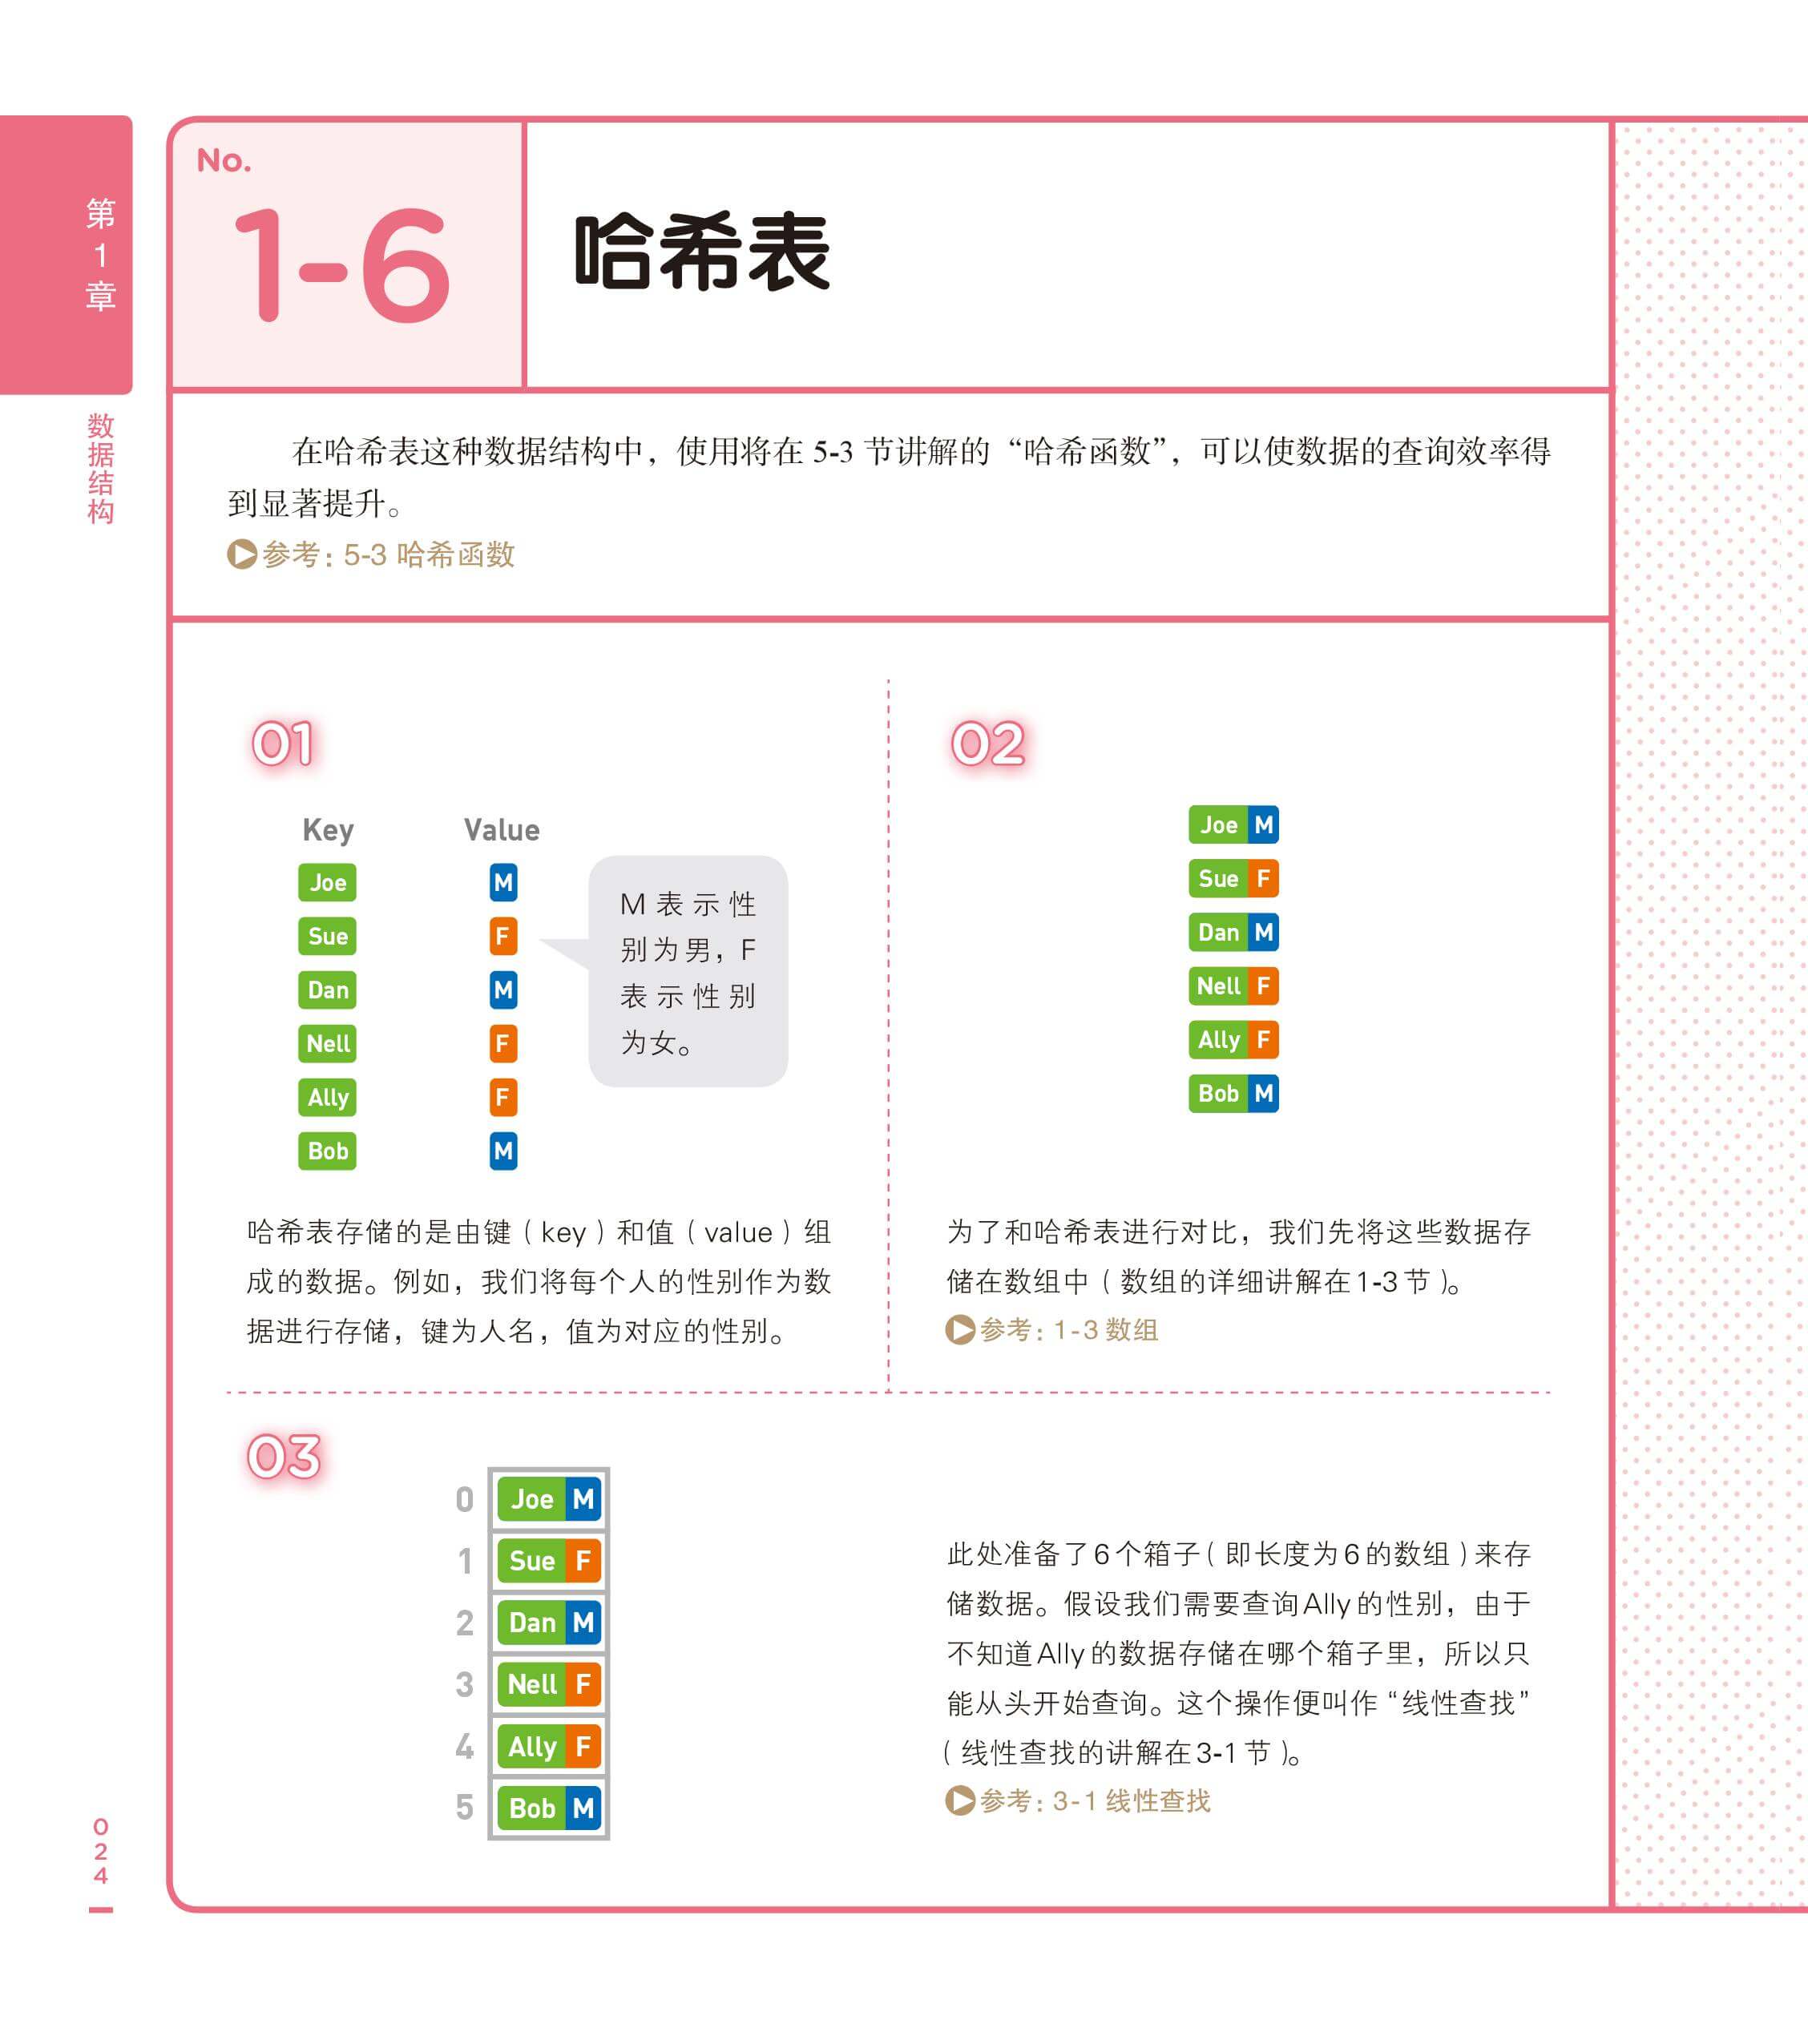 第1章
数据结构
No.
1-6
哈希表
在哈希表这种数据结构中，使用将在 5-3 节讲解的“哈希函数”，可以使数据的查询效率得
到显著提升。
参考：5-3 哈希函数
01
Key Value
Joe M
Sue F
Dan M
Nell F
Ally F
Bob M
M 表示性
别为男，F
表示性别
为女。
哈希表存储的是由键（key）和值（value）组
成的数据。例如，我们将每个人的性别作为数
据进行存储，键为人名，值为对应的性别。
02
Joe M
Sue F
Dan M
Nell F
Ally F
Bob M
为了和哈希表进行对比，我们先将这些数据存
储在数组中（数组的详细讲解在1-3节）。
参考：1-3 数组
03
0 Joe M
1 Sue F
2 Dan M
3 Nell F
4 Ally F
5 Bob M
此处准备了6个箱子（即长度为6的数组）来存
储数据。假设我们需要查询Ally的性别，由于
不知道Ally的数据存储在哪个箱子里，所以只
能从头开始查询。这个操作便叫作“线性查找”
（线性查找的讲解在3-1节）。
参考：3-1 线性查找
024